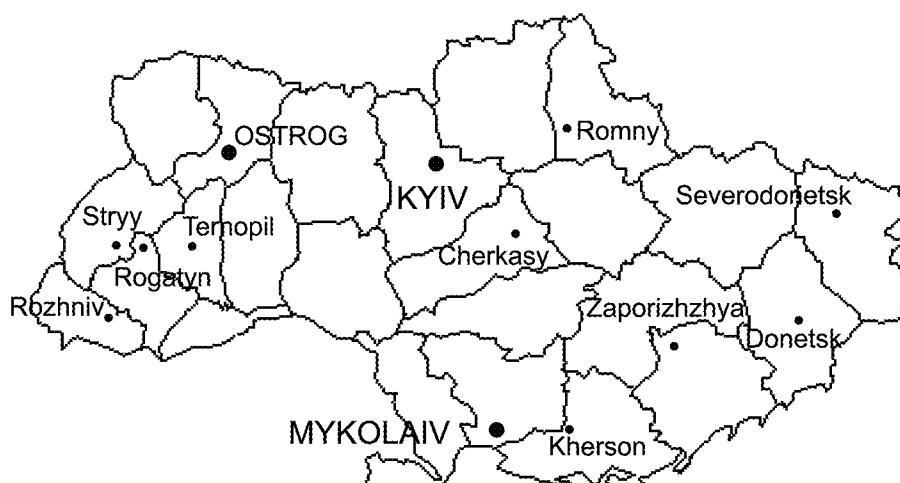 OSTROG
Romny
KYIV
Severodonetsk
Stryy
Ternopil
Cherkasy
Rogatyn
Rozhniv
Zaporizhzhya
Donetsk
MYKOLAIV
Kherson